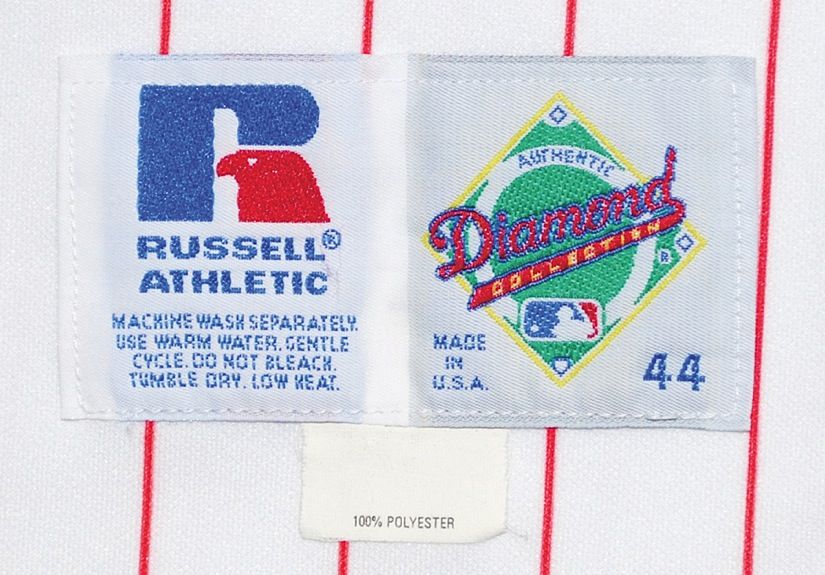 RUSSELL®
ATHLETIC
MACHINE WASH SEPARATELY.
USE WARM WATER. GENTLE
CYCLE. DO NOT BLEACH.
TUMBLE DRY. LOW HEAT.
AUTHENTIC
Diamond
COLLECTION
®
MADE
IN
U.S.A.
44
100% POLYESTER